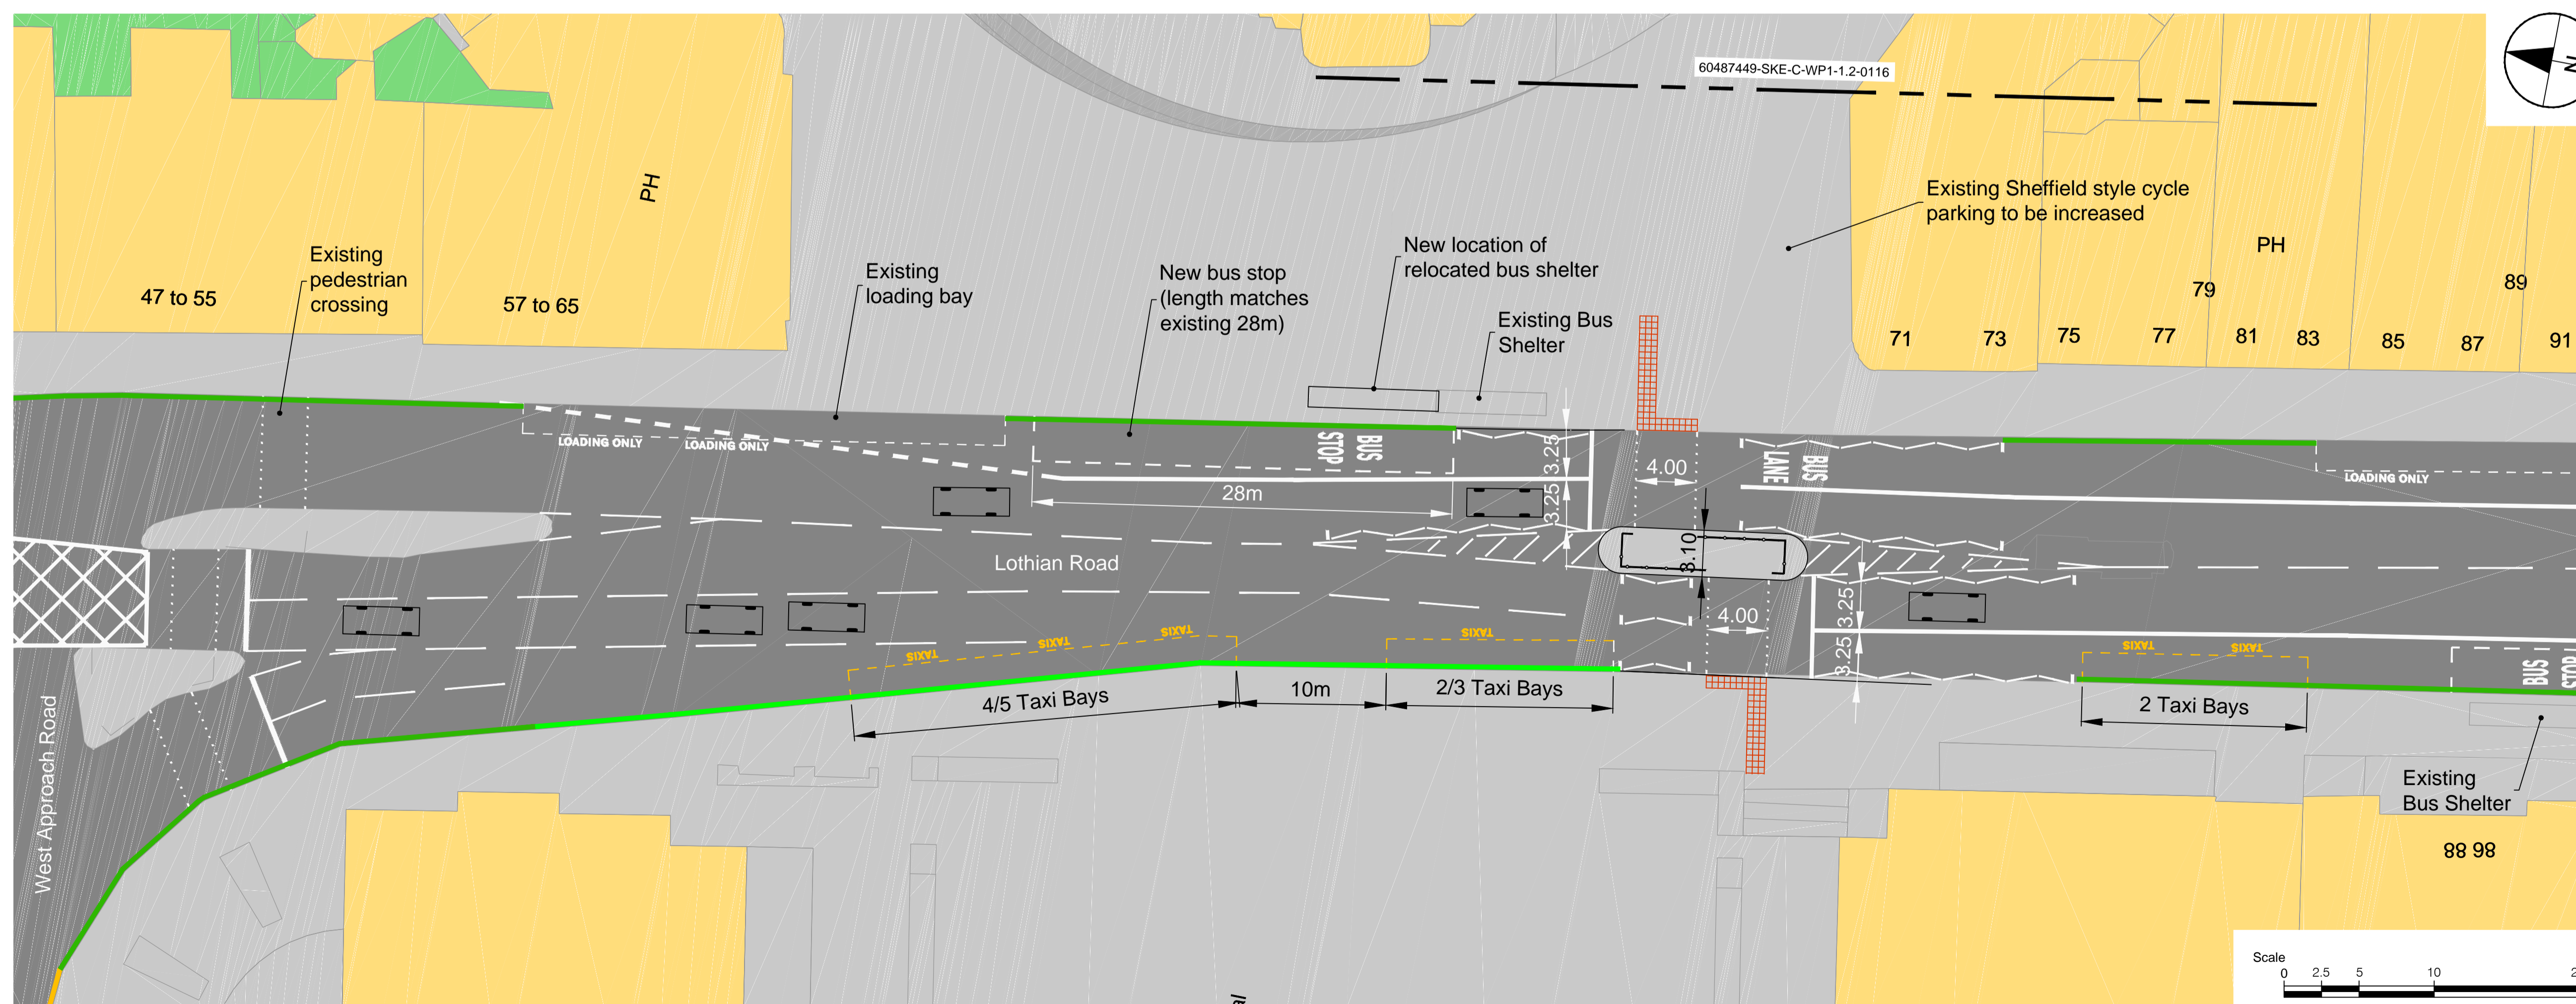 60487449-SKE-C-WP1-1.2-0116
N
PH
Existing Sheffield style cycle
parking to be increased
Existing
pedestrian
crossing
47 to 55
57 to 65
Existing
loading bay
New bus stop
(length matches
existing 28m)
New location of
relocated bus shelter
Existing Bus
Shelter
PH
79
89
71
73
75
77
81
83
85
87
91
LOADING ONLY
LOADING ONLY
BUS
STOP
3.25
3.25
4.00
BUS
LANE
LOADING ONLY
28m
Lothian Road
3.10
4.00
3.25
3.25
TAXIS
TAXIS
TAXIS
TAXIS
TAXIS
TAXIS
BUS
STOP
4/5 Taxi Bays
10m
2/3 Taxi Bays
2 Taxi Bays
West Approach Road
Existing
Bus Shelter
88 98
Scale
0 2.5 5 10